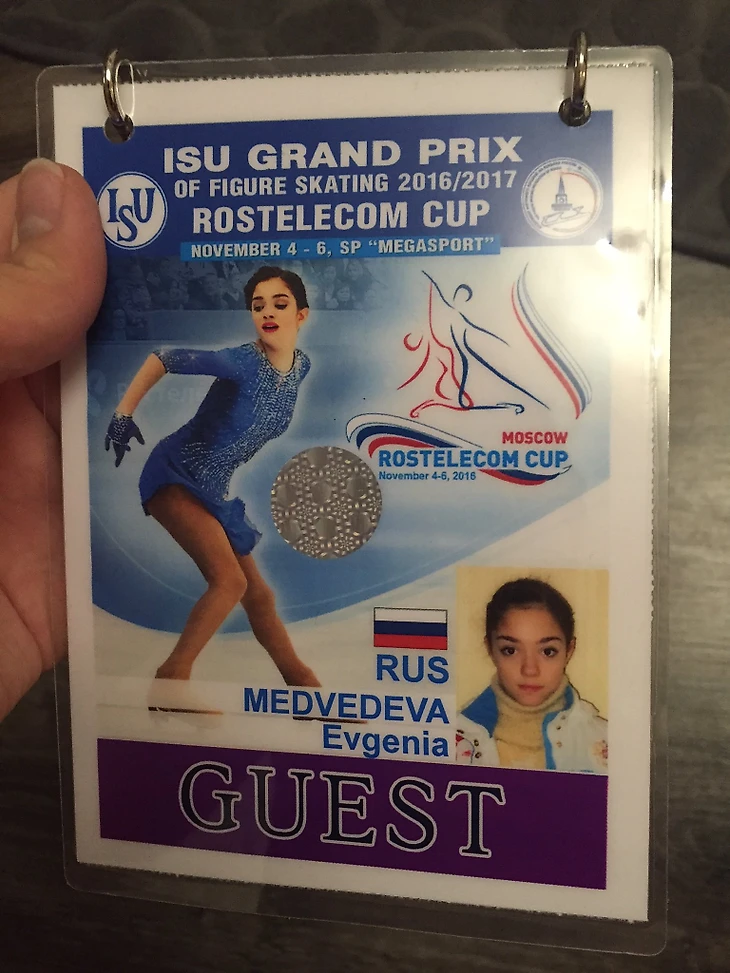 ISU GRAND PRIX
OF FIGURE SKATING 2016/2017
ROSTELECOM CUP
NOVEMBER 4 - 6, SP "MEGASPORT"
ISU
MOSCOW
ROSTELECOM CUP
November 4-6, 2016
RUS
MEDVEDEVA
Evgenia
GUEST